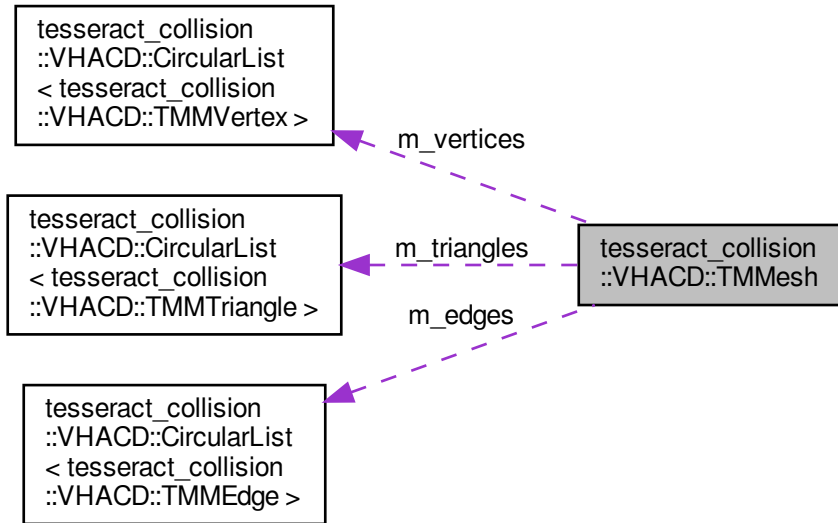 tesseract_collision
::VHACD::CircularList
< tesseract_collision
::VHACD::TMMVertex >
m_vertices
tesseract_collision
::VHACD::CircularList
< tesseract_collision
::VHACD::TMMTriangle >
m_triangles
tesseract_collision
::VHACD::TMMesh
m_edges
tesseract_collision
::VHACD::CircularList
< tesseract_collision
::VHACD::TMMEdge >